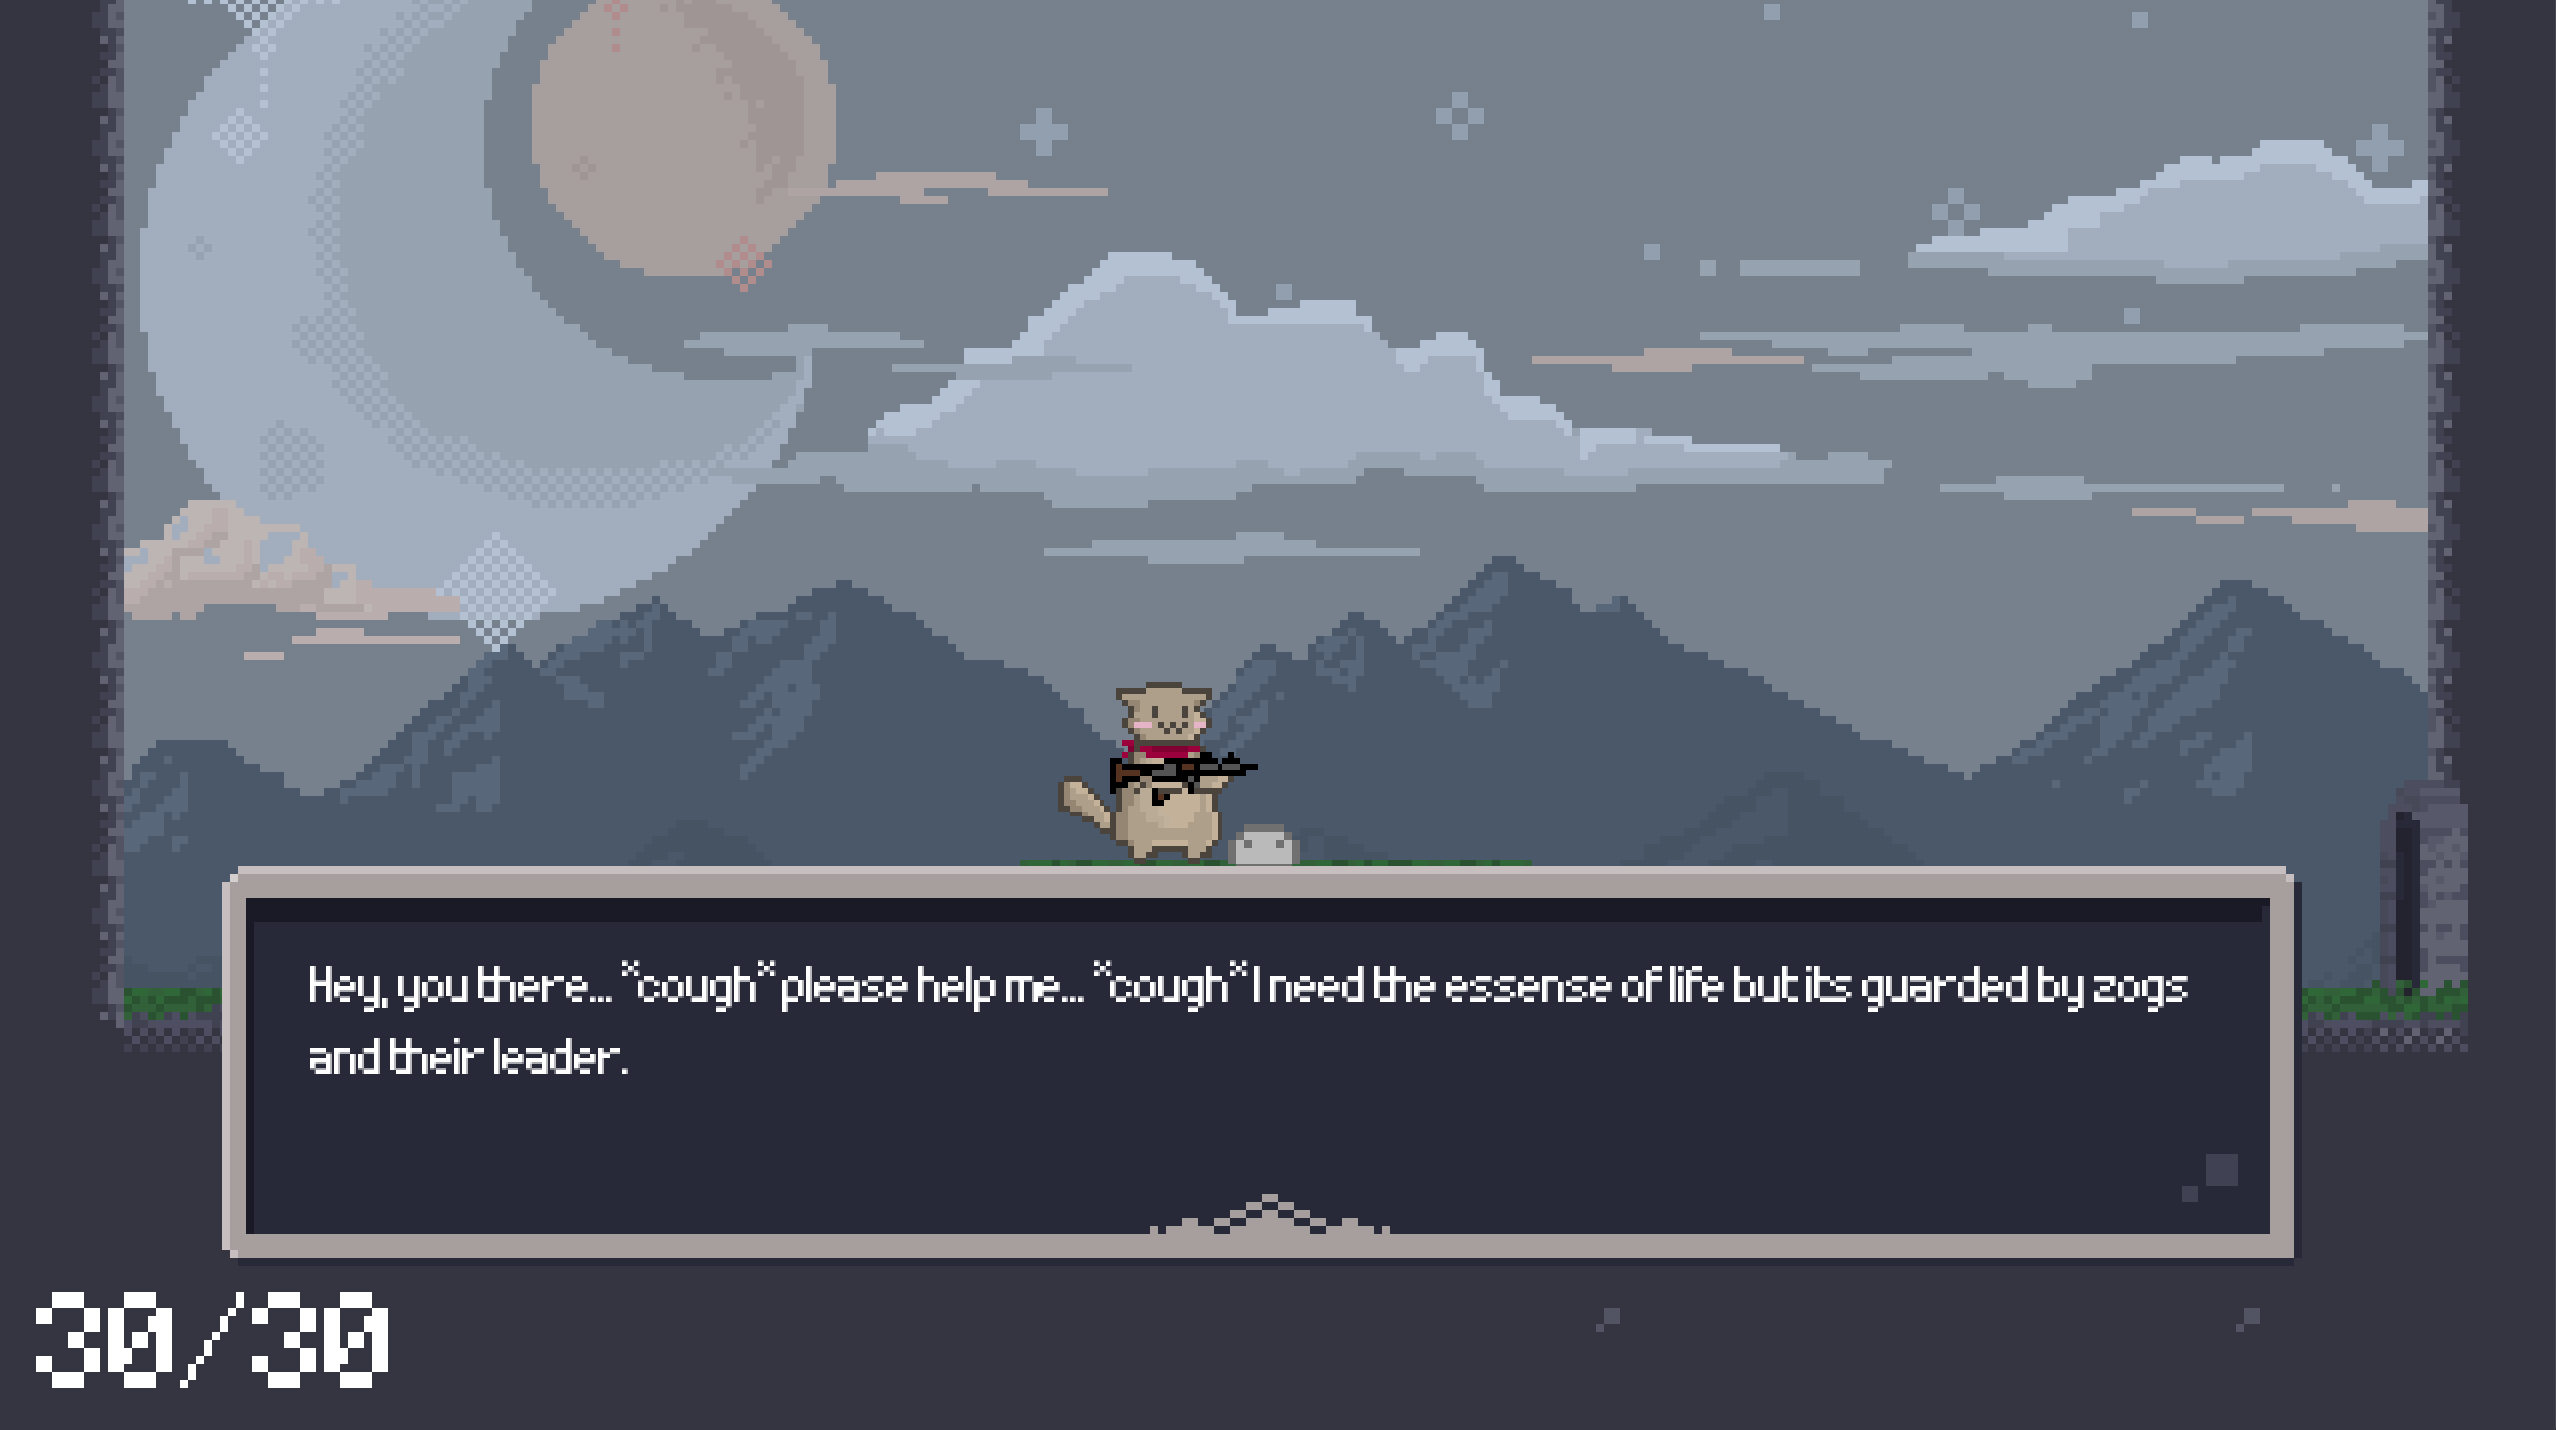 Hey, you there... *cough* please help me... *cough* I need the essense of life but its guarded by zogs
and their leader.
30/30